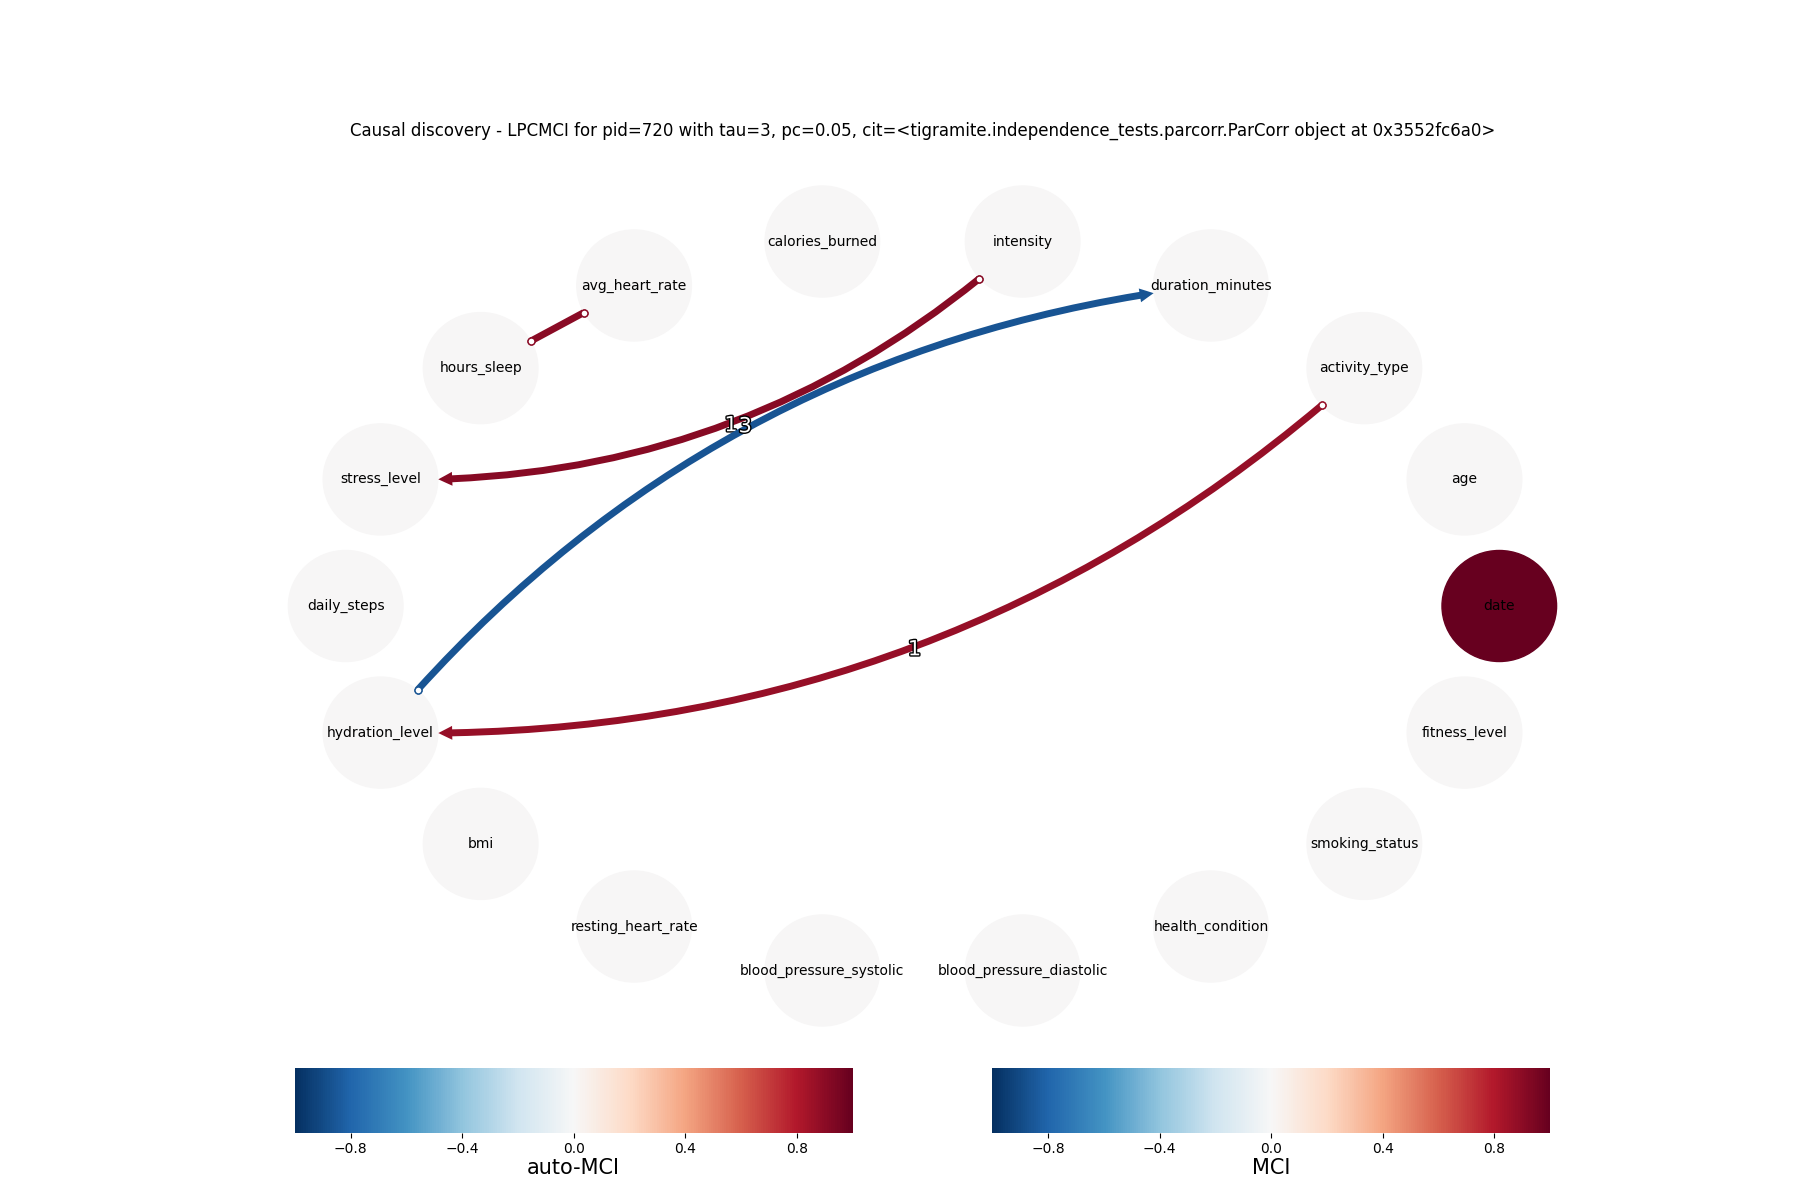 Causal discovery - LPCMCI for pid=720 with tau=3, pc=0.05, cit=<tigramite.independence_tests.parcorr.ParCorr object at 0x3552fc6a0>
calories_burned
intensity
avg_heart_rate
duration_minutes
hours_sleep
activity_type
13
stress_level
age
daily_steps
date
1
hydration_level
fitness_level
bmi
smoking_status
resting_heart_rate
health_condition
blood_pressure_systolic
blood_pressure_diastolic
−0.8 −0.4 0.0 0.4 0.8
auto-MCI
−0.8 −0.4 0.0 0.4 0.8
MCI